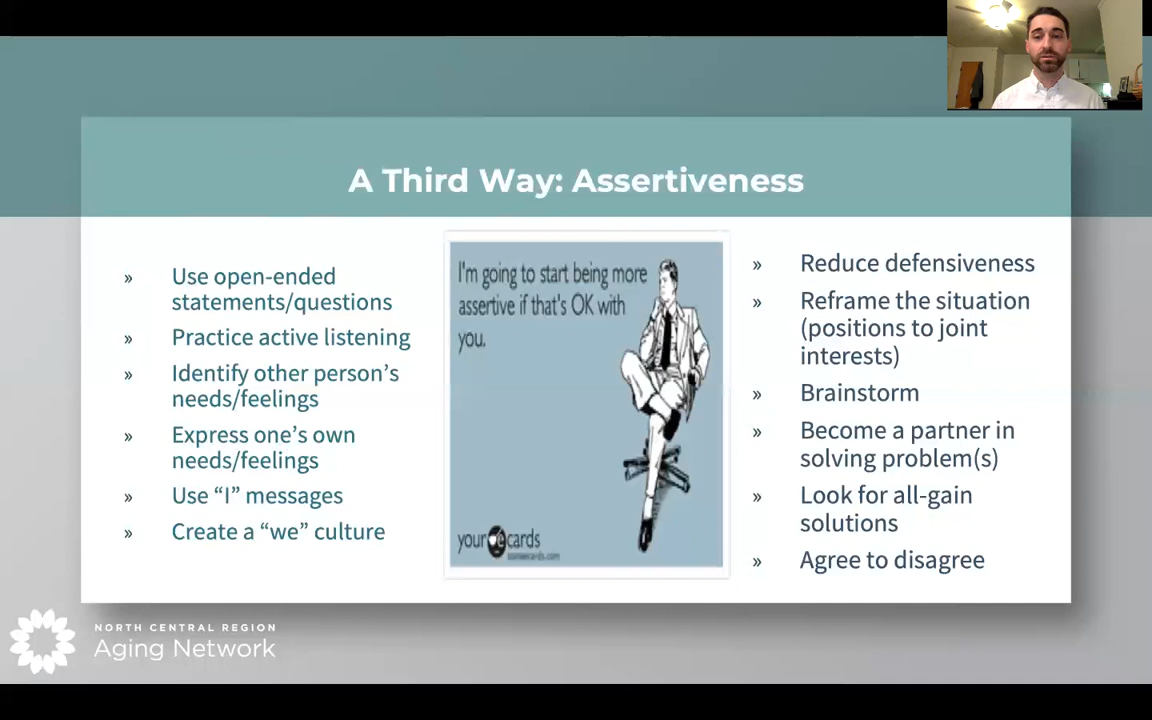 A Third Way: Assertiveness
» Use open-ended
statements/questions
» Practice active listening
» Identify other person's
needs/feelings
» Express one's own
needs/feelings
» Use “I” messages
» Create a “we” culture
I'm going to start being more
assertive if that's OK with
you.
your cards
» Reduce defensiveness
» Reframe the situation
(positions to joint
interests)
» Brainstorm
» Become a partner in
solving problem(s)
» Look for all-gain
solutions
» Agree to disagree
NORTH CENTRAL REGION
Aging Network